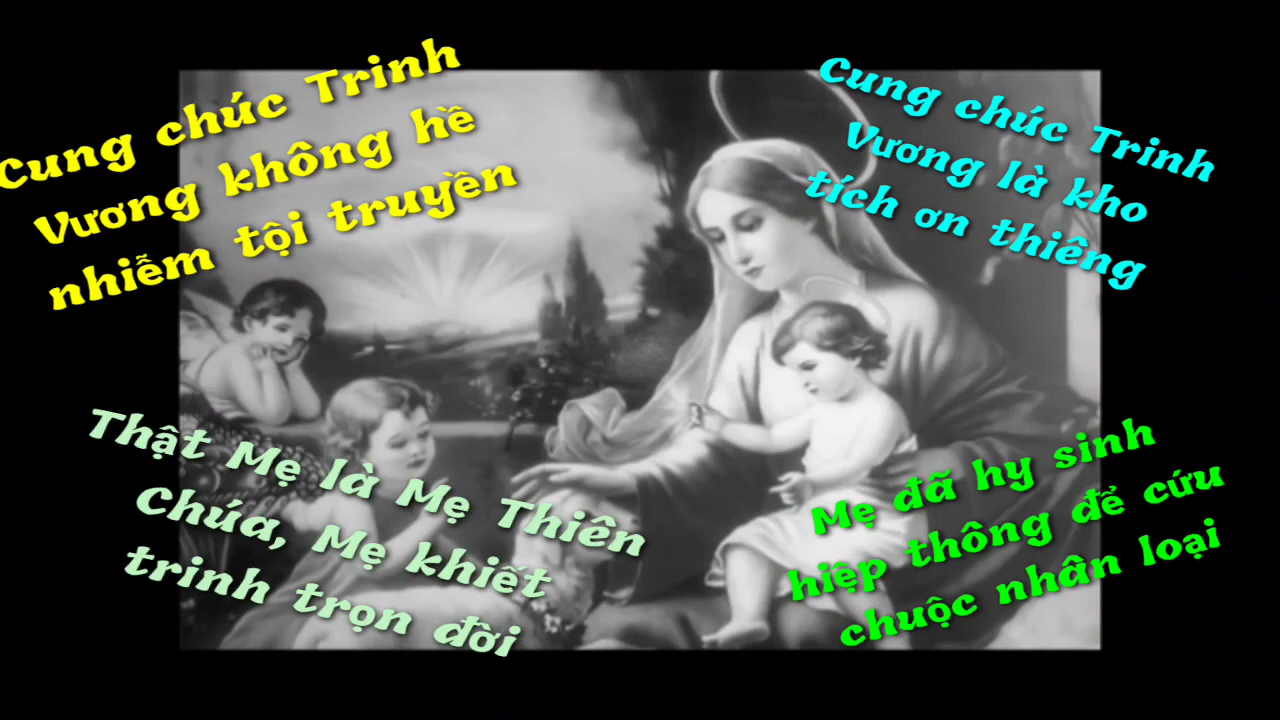 Cung chúc Trinh
Vương không hề
nhiễm tội truyền
Cung chúc Trinh
Vương là kho
tích ơn thiêng
Thật Mẹ là Mẹ Thiên
Chúa, Mẹ khiết
trinh trọn đời
Mẹ đã hy sinh
hiệp thông để cứu
chuộc nhân loại